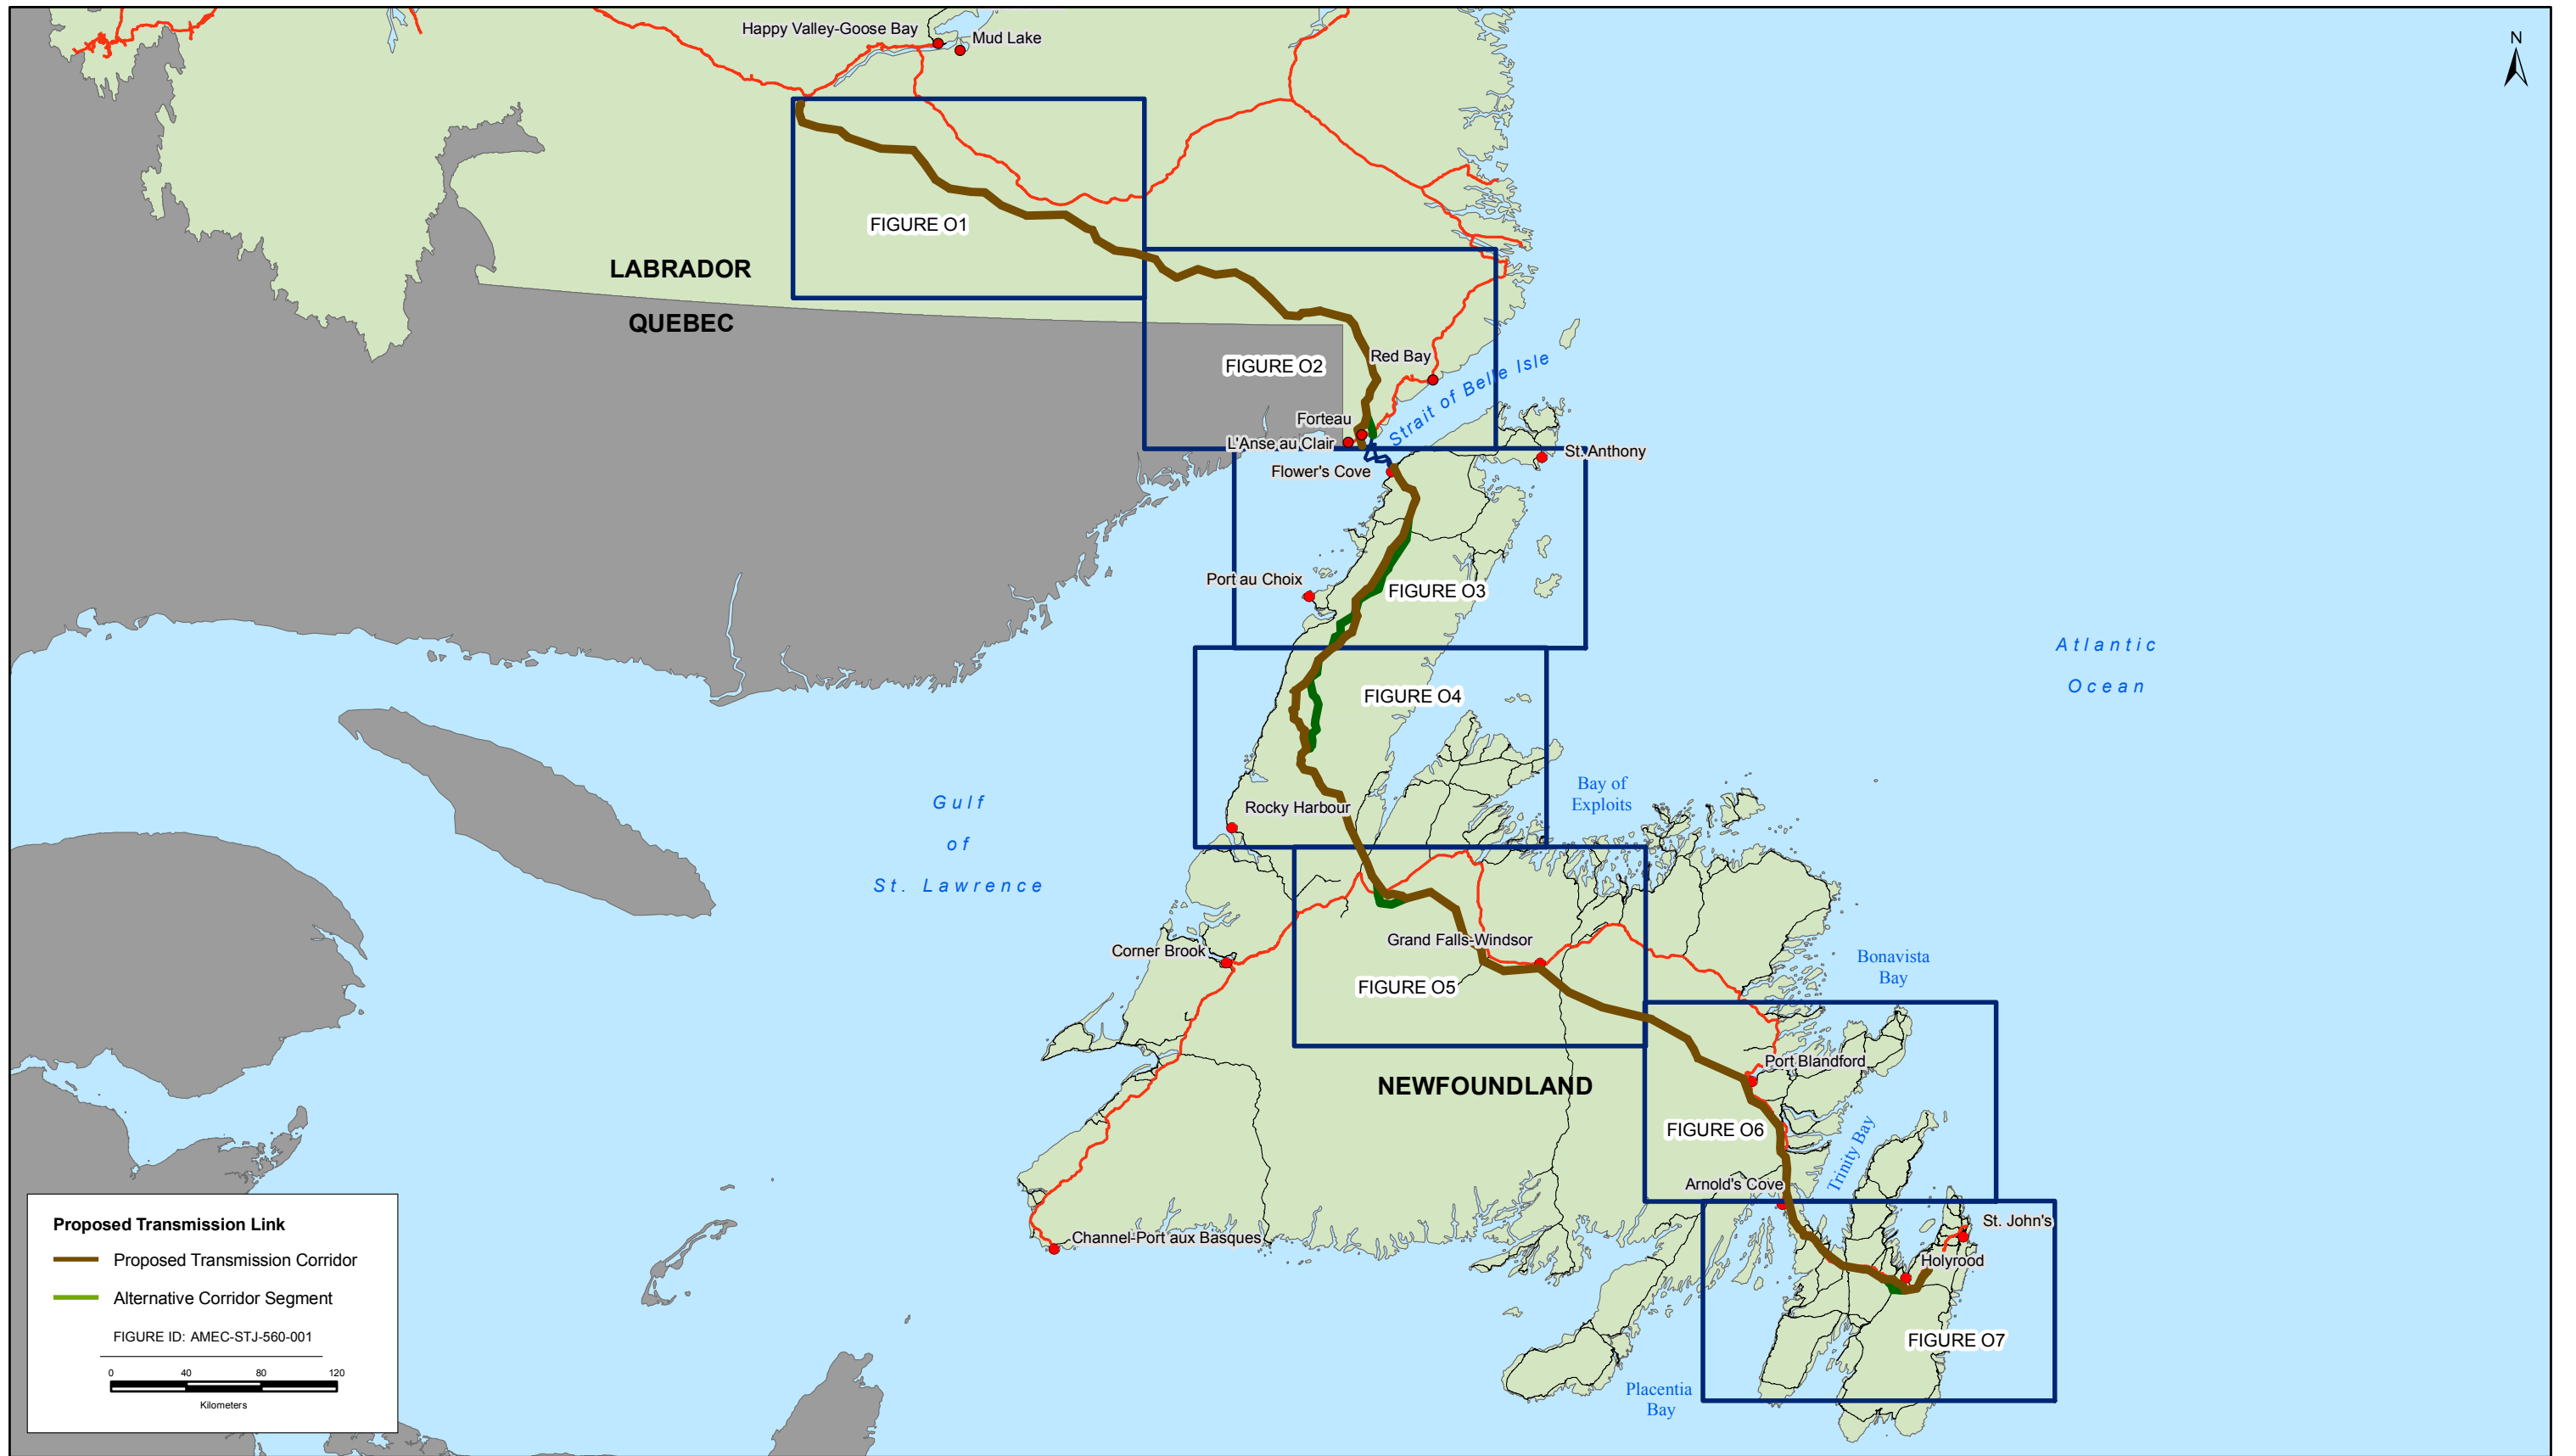 Happy Valley-Goose Bay
Mud Lake
N
FIGURE O1
LABRADOR
QUEBEC
FIGURE O2
Red Bay
Strait of Belle Isle
Forteau
L'Anse au Clair
Flower's Cove
St. Anthony
Port au Choix
FIGURE O3
Atlantic
Ocean
FIGURE O4
Bay of
Exploits
Gulf
of
St. Lawrence
Rocky Harbour
Corner Brook
Grand Falls-Windsor
FIGURE O5
Bonavista
Bay
NEWFOUNDLAND
Port Blandford
FIGURE O6
Trinity Bay
Arnold's Cove
St. John's
Channel-Port aux Basques
Holyrood
FIGURE O7
Placentia
Bay
Proposed Transmission Link
Proposed Transmission Corridor
Alternative Corridor Segment
FIGURE ID: AMEC-STJ-560-001
0 40 80 120
Kilometers